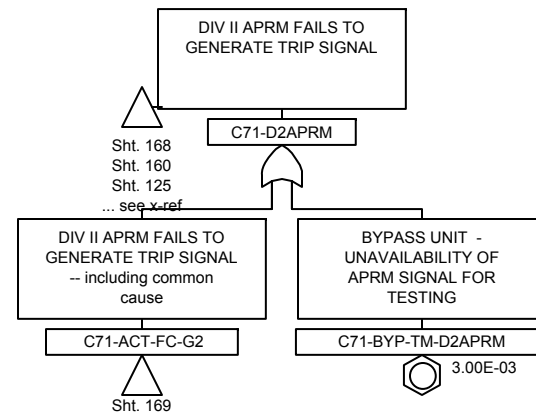 DIV II APRM FAILS TO
GENERATE TRIP SIGNAL
C71-D2APRM
Sht. 168
Sht. 160
Sht. 125
... see x-ref
DIV II APRM FAILS TO
GENERATE TRIP SIGNAL
-- including common
cause
C71-ACT-FC-G2
Sht. 169
BYPASS UNIT -
UNAVAILABILITY OF
APRM SIGNAL FOR
TESTING
C71-BYP-TM-D2APRM
3.00E-03